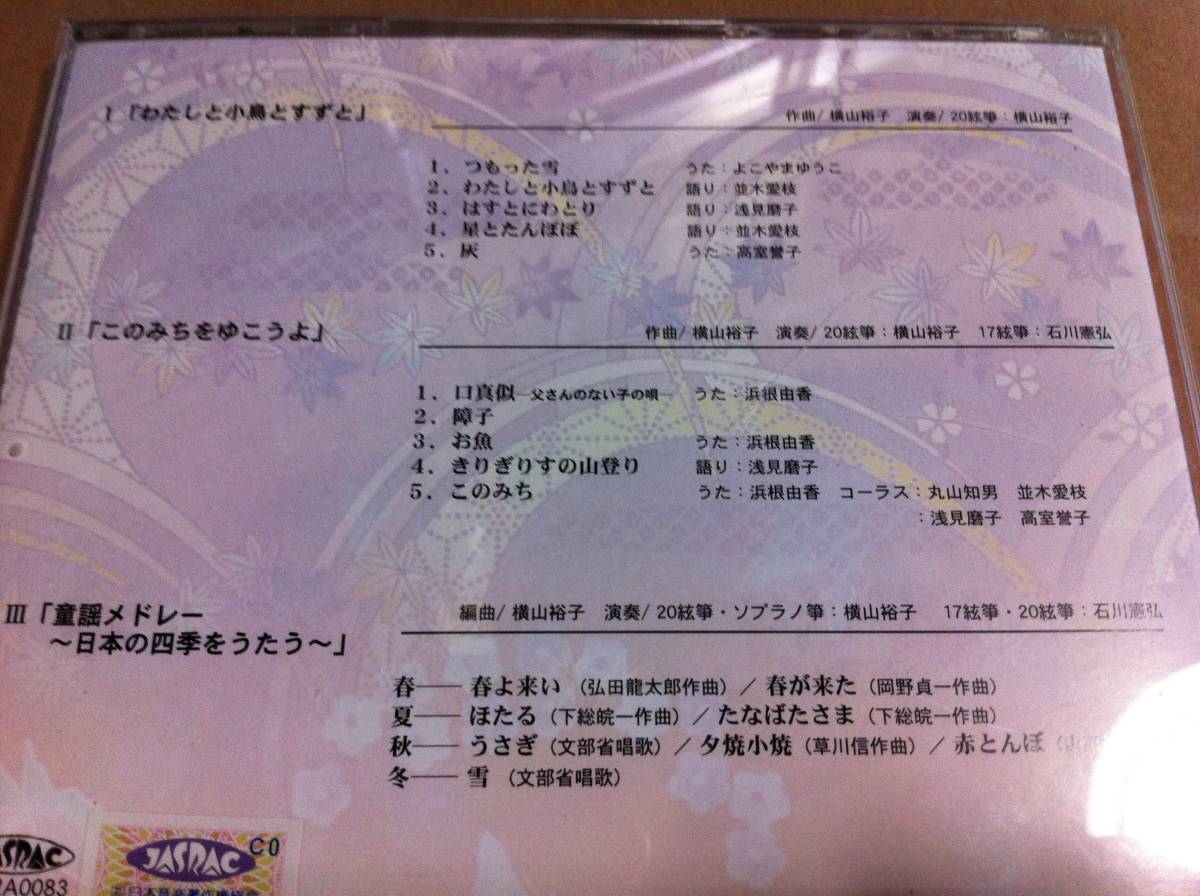 I「わたしと小鳥とすずと」 作曲/横山裕子 演奏/20絃箏:横山裕子
1. つもった雪 うた:よこやまゆうこ
2. わたしと小鳥とすずと 語り:並木愛枝
3. はすとにわとり 語り:浅見磨子
4. 星とたんぽぽ 語り:並木愛枝
5. 灰 うた:高室誉子
II「このみちをゆこうよ」 作曲/横山裕子 演奏/20絃箏:横山裕子 17絃箏:石川憲弘
1. 口真似―父さんのない子の唄― うた:浜根由香
2. 障子
3. お魚 うた:浜根由香
4. きりぎりすの山登り 語り:浅見磨子
5. このみち うた:浜根由香 コーラス:丸山知男 並木愛枝
:浅見磨子 高室誉子
III「童謡メドレー
～日本の四季をうたう～」 編曲/横山裕子 演奏/20絃箏・ソプラノ箏:横山裕子 17絃箏・20絃箏:石川憲弘
春── 春よ来い(弘田龍太郎作曲)/春が来た(岡野貞一作曲)
夏── ほたる(下総皖一作曲)/たなばたさま(下総皖一作曲)
秋── うさぎ(文部省唱歌)/夕焼小焼(草川信作曲)/赤とんぼ
冬── 雪(文部省唱歌)
JASRAC C0
A0083